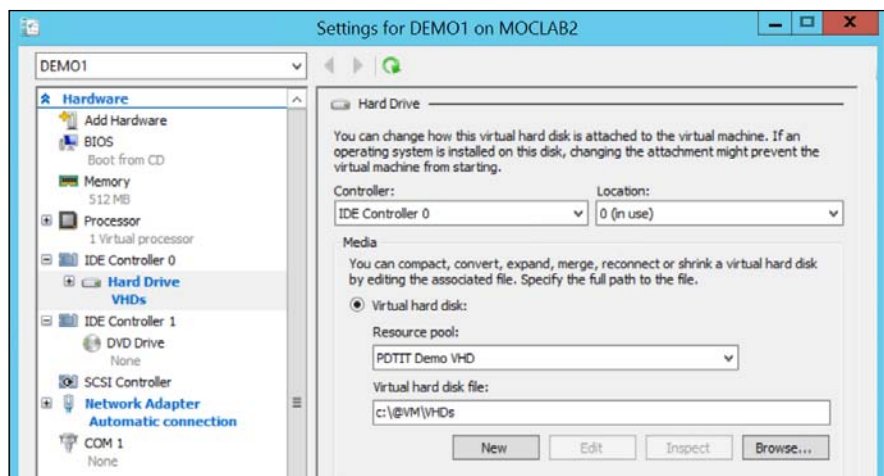 Settings for DEMO1 on MOCLAB2
DEMO1
Hardware
Add Hardware
BIOS
Boot from CD
Memory
512 MB
Processor
1 Virtual processor
IDE Controller 0
Hard Drive
VHDs
IDE Controller 1
DVD Drive
None
SCSI Controller
Network Adapter
Automatic connection
COM 1
None
Hard Drive
You can change how this virtual hard disk is attached to the virtual machine. If an
operating system is installed on this disk, changing the attachment might prevent the
virtual machine from starting.
Controller: Location:
IDE Controller 0 0 (in use)
Media
You can compact, convert, expand, merge, reconnect or shrink a virtual hard disk
by editing the associated file. Specify the full path to the file.
Virtual hard disk:
Resource pool:
PDTIT Demo VHD
Virtual hard disk file:
c:\@VM\VHDs
New Edit Inspect Browse...